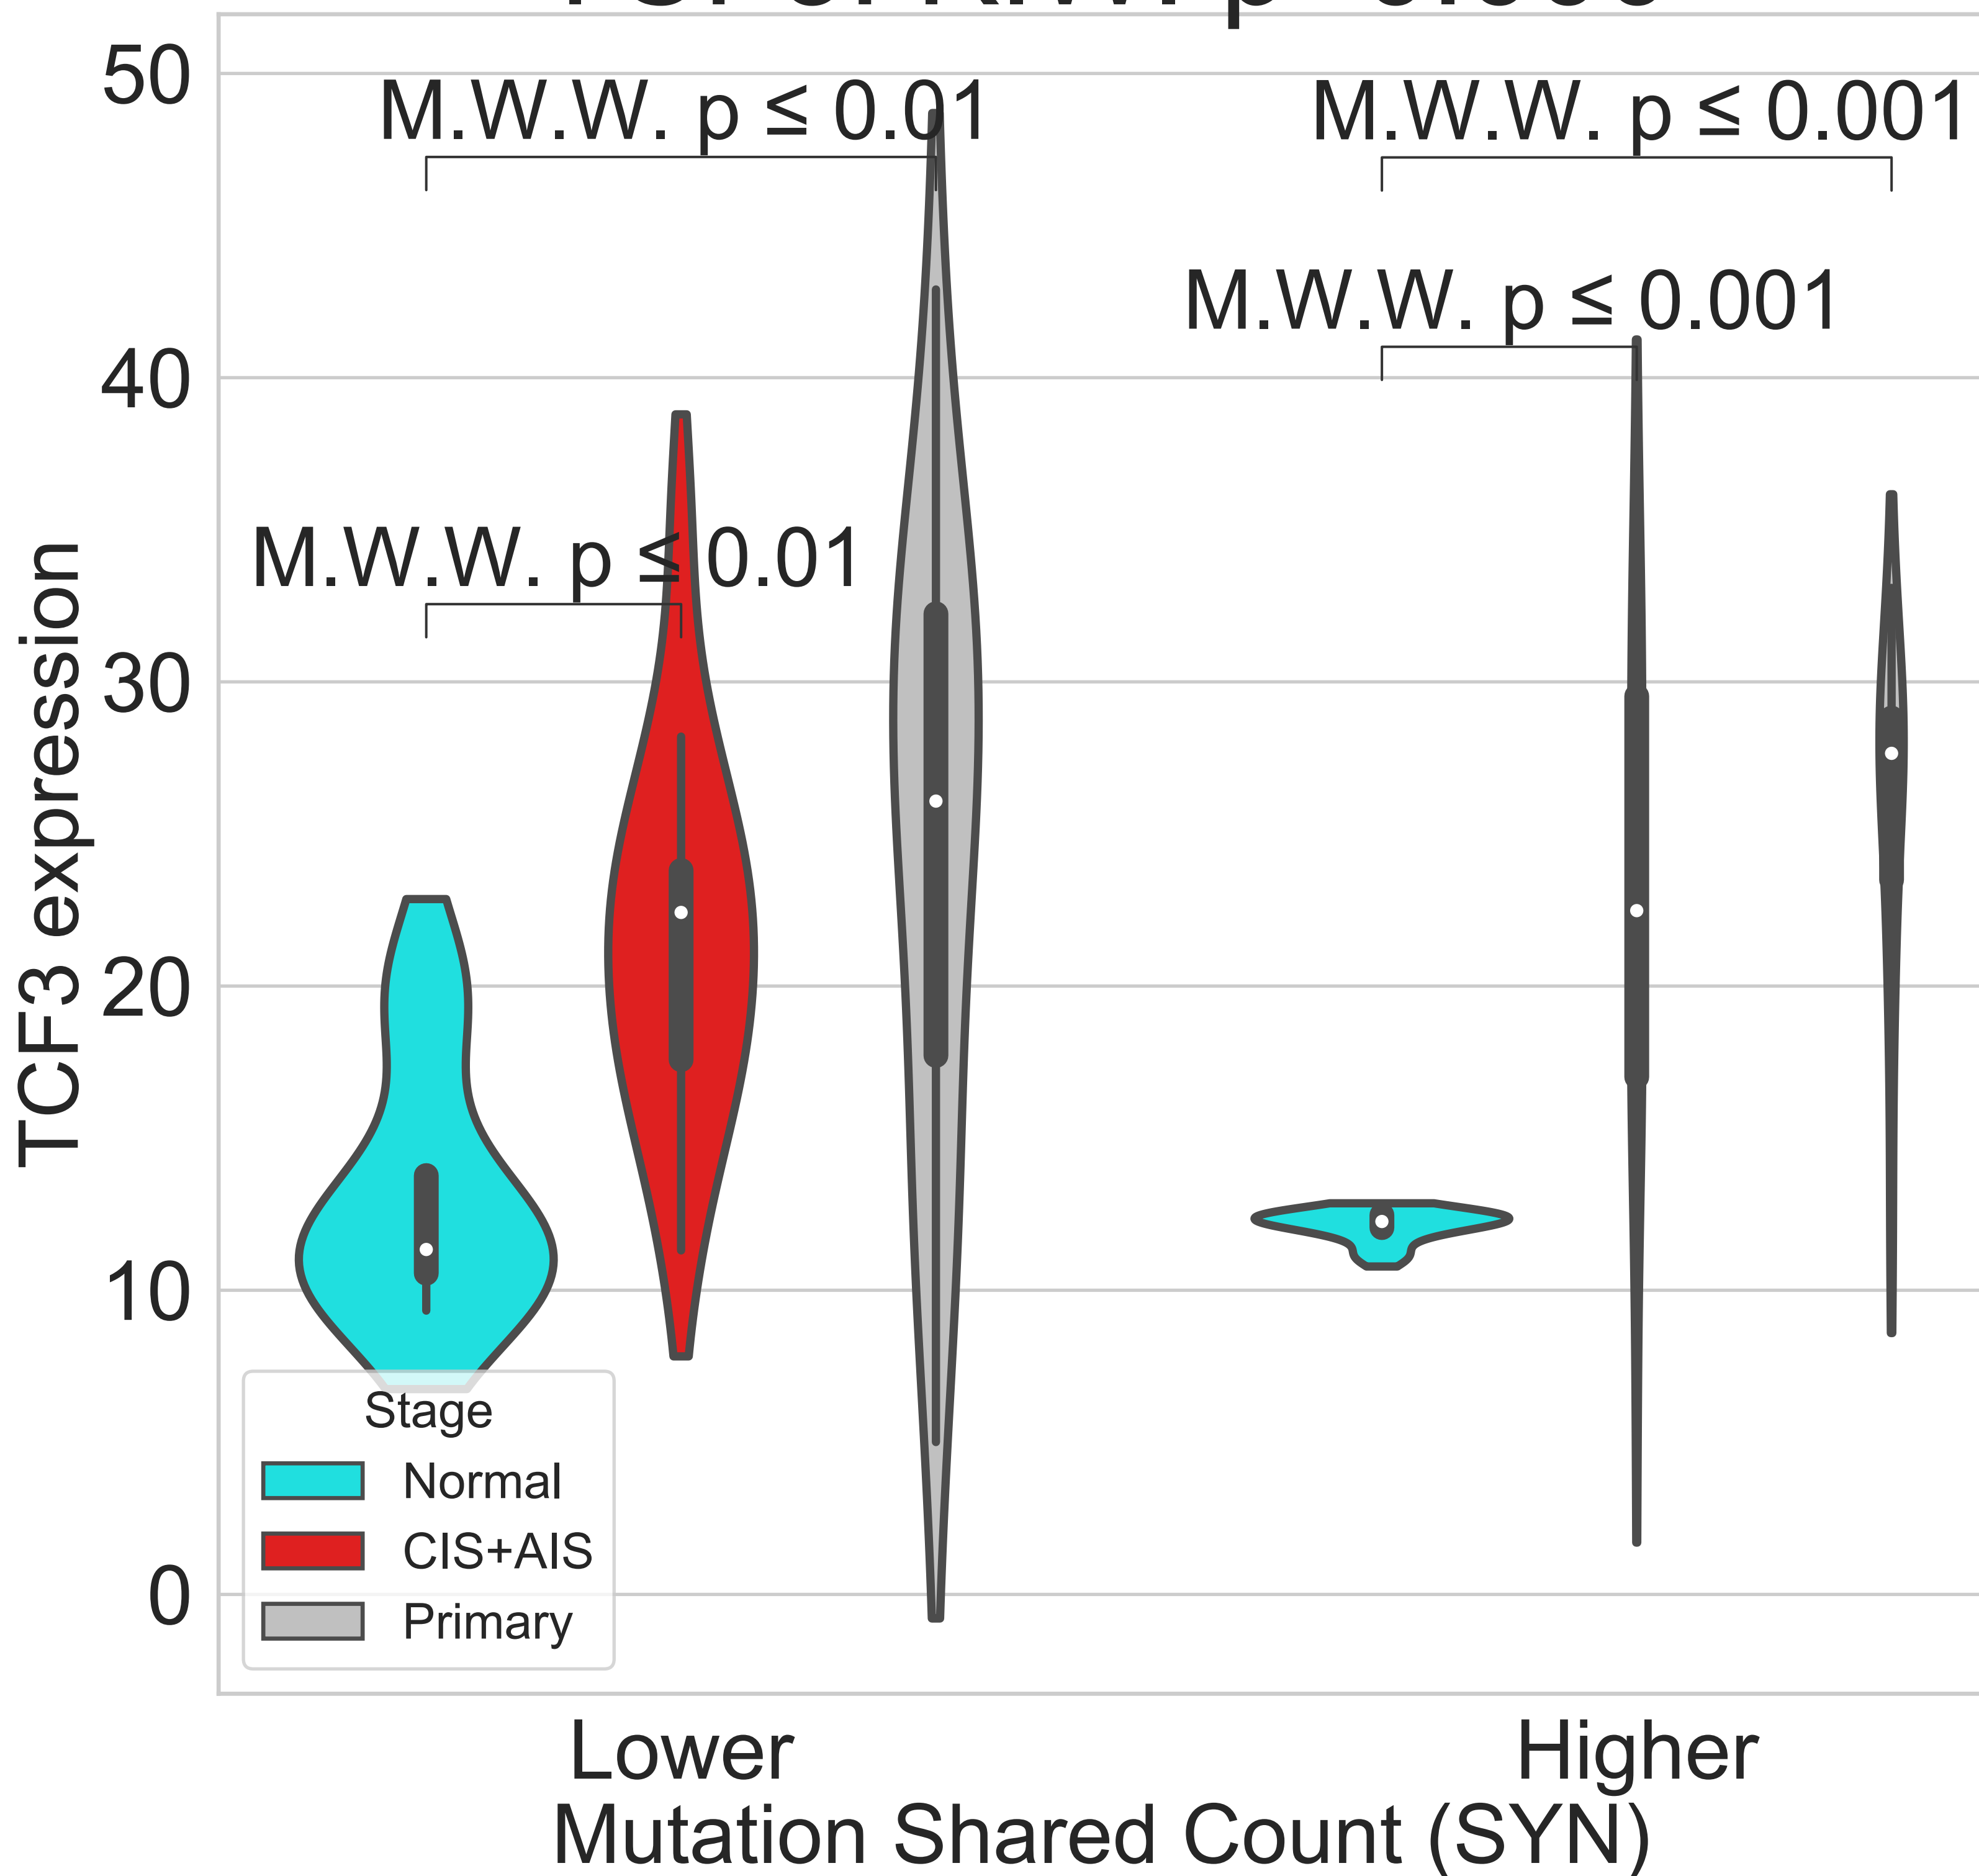 50
M.W.W. p ≤ 0.01
M.W.W. p ≤ 0.001
M.W.W. p ≤ 0.001
40
M.W.W. p ≤ 0.01
30
20
10
0
TCF3 expression
Stage
Normal
CIS+AIS
Primary
Lower
Higher
Mutation Shared Count (SYN)